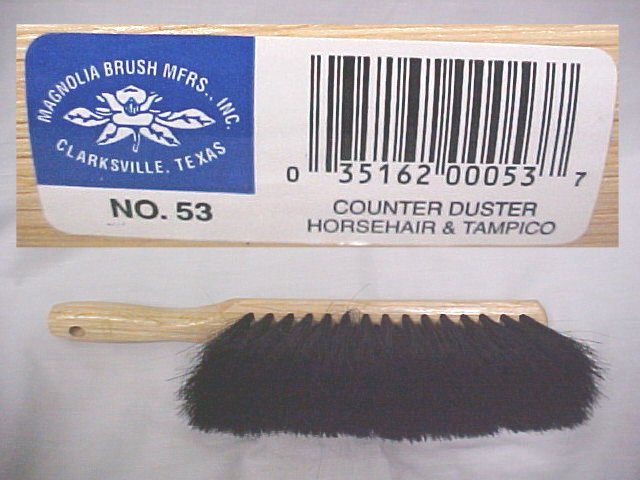 MAGNOLIA BRUSH MFRS., INC.
CLARKSVILLE, TEXAS
NO. 53
0 35162 00053 7
COUNTER DUSTER
HORSEHAIR & TAMPICO